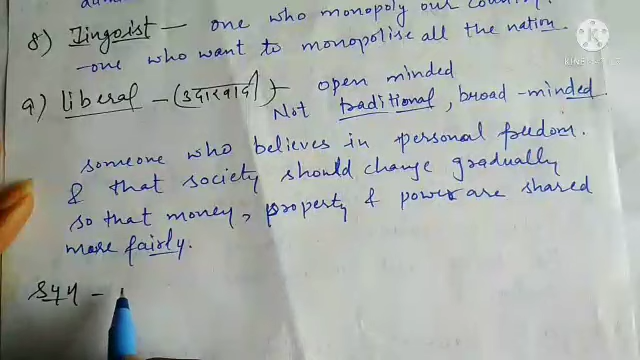 8) Jingoist - one who monopoly our country
- one who want to monopolise all the nation.
9) liberal - (उदारवादी) - open minded
Not traditional, broad-minded
someone who believes in personal freedom.
& that society should change gradually
so that money, property & power are shared
more fairly.
Syn -